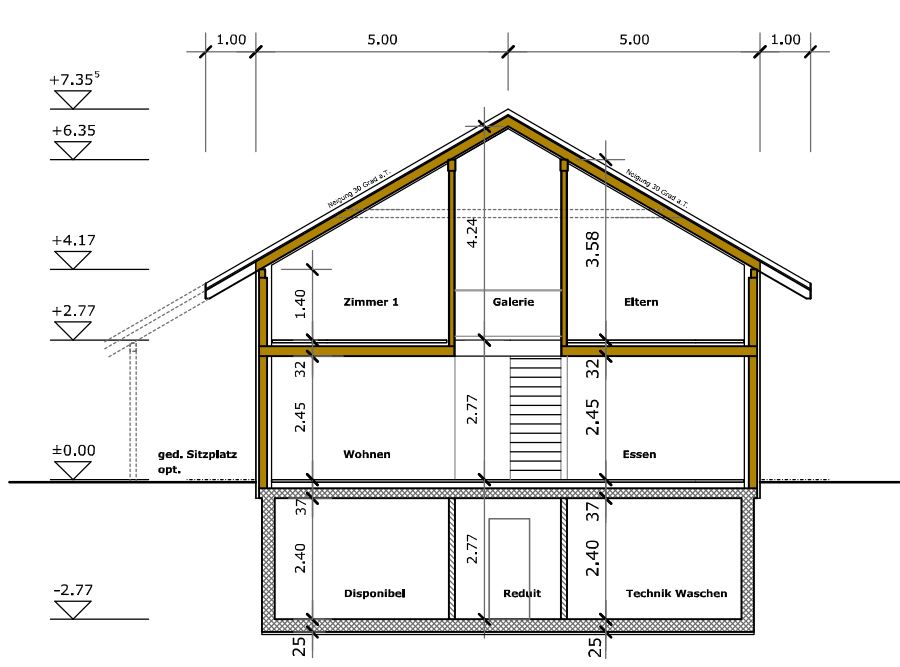 1.00 5.00 5.00 1.00
+7.35⁵
+6.35
Neigung 30 Grad a.T. Neigung 30 Grad a.T.
4.24 3.58
+4.17
1.40 Zimmer 1 Galerie Eltern
+2.77
32 32
2.45 2.77 2.45
±0.00 ged. Sitzplatz Wohnen Essen
opt.
37 37
2.40 2.77 2.40
-2.77 Disponibel Reduit Technik Waschen
25 25